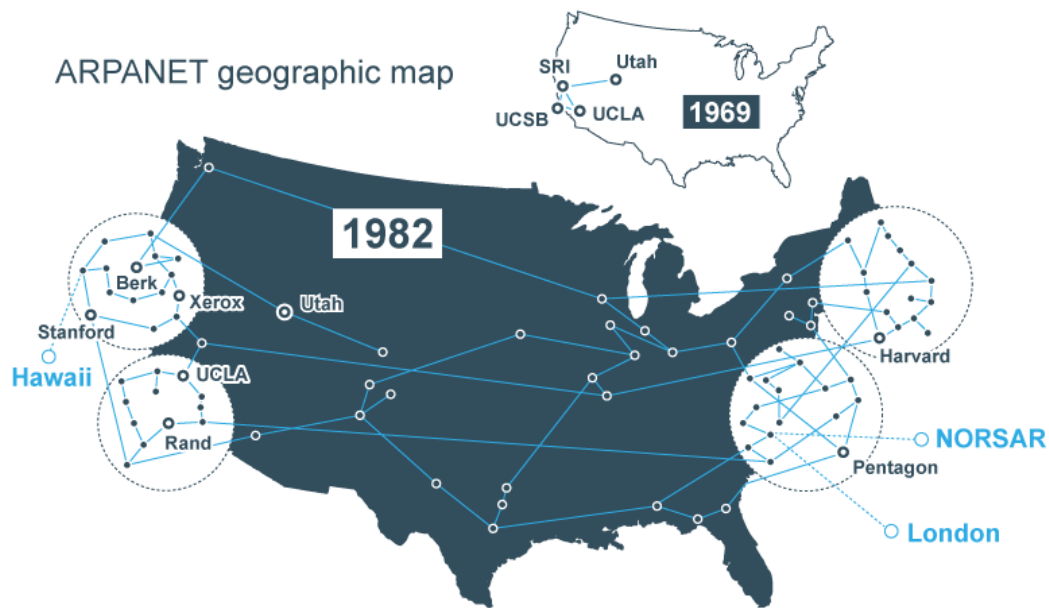 ARPANET geographic map
SRI
Utah
UCSB
UCLA
1969
1982
Berk
Xerox
Utah
Stanford
Hawaii
UCLA
Rand
Harvard
NORSAR
Pentagon
London